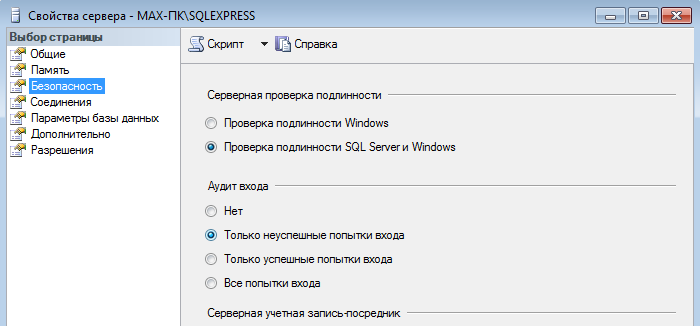 Свойства сервера - MAX-ПК\SQLEXPRESS
Выбор страницы
Общие
Память
Безопасность
Соединения
Параметры базы данных
Дополнительно
Разрешения
Скрипт Справка
Серверная проверка подлинности
Проверка подлинности Windows
Проверка подлинности SQL Server и Windows
Аудит входа
Нет
Только неуспешные попытки входа
Только успешные попытки входа
Все попытки входа
Серверная учетная запись-посредник